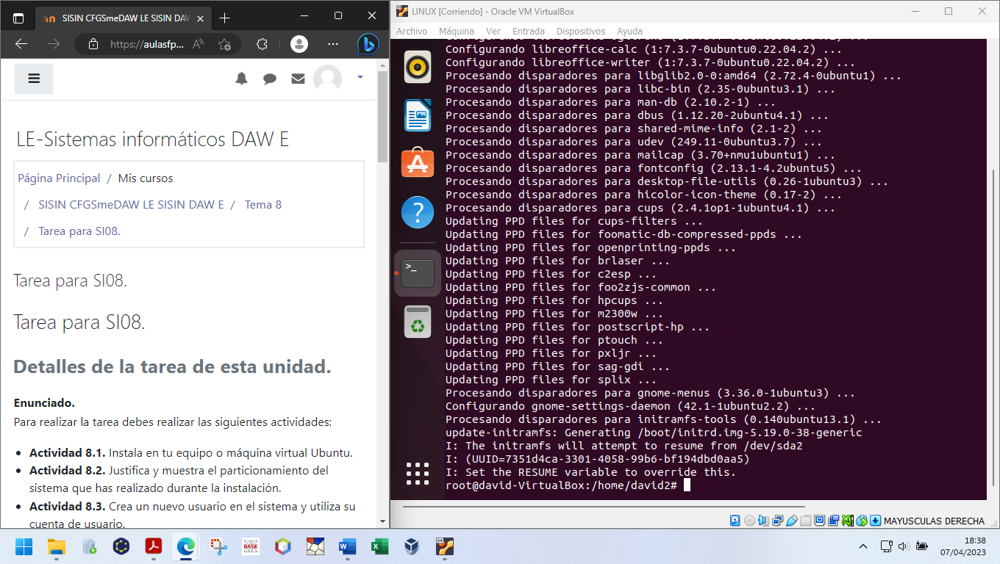 SISIN CFGSmeDAW LE SISIN DAW
https://aulasfp...
LE-Sistemas informáticos DAW E
Página Principal / Mis cursos
/ SISIN CFGSmeDAW LE SISIN DAW E / Tema 8
/ Tarea para SI08.
Tarea para SI08.
Tarea para SI08.
Detalles de la tarea de esta unidad.
Enunciado.
Para realizar la tarea debes realizar las siguientes actividades:
Actividad 8.1. Instala en tu equipo o máquina virtual Ubuntu.
Actividad 8.2. Justifica y muestra el particionamiento del
sistema que has realizado durante la instalación.
Actividad 8.3. Crea un nuevo usuario en el sistema y utiliza su
cuenta de usuario.
LINUX [Corriendo] - Oracle VM VirtualBox
Archivo Máquina Ver Entrada Dispositivos Ayuda
Configurando libreoffice-calc (1:7.3.7-0ubuntu0.22.04.2) ...
Configurando libreoffice-writer (1:7.3.7-0ubuntu0.22.04.2) ...
Procesando disparadores para libglib2.0-0:amd64 (2.72.4-0ubuntu1) ...
Procesando disparadores para libc-bin (2.35-0ubuntu3.1) ...
Procesando disparadores para man-db (2.10.2-1) ...
Procesando disparadores para dbus (1.12.20-2ubuntu4.1) ...
Procesando disparadores para shared-mime-info (2.1-2) ...
Procesando disparadores para udev (249.11-0ubuntu3.7) ...
Procesando disparadores para mailcap (3.70+nmu1ubuntu1) ...
Procesando disparadores para fontconfig (2.13.1-4.2ubuntu5) ...
Procesando disparadores para desktop-file-utils (0.26-1ubuntu3) ...
Procesando disparadores para hicolor-icon-theme (0.17-2) ...
Procesando disparadores para cups (2.4.1op1-1ubuntu4.1) ...
Updating PPD files for cups-filters ...
Updating PPD files for foomatic-db-compressed-ppds ...
Updating PPD files for openprinting-ppds ...
Updating PPD files for brlaser ...
Updating PPD files for c2esp ...
Updating PPD files for foo2zjs-common ...
Updating PPD files for hpcups ...
Updating PPD files for m2300w ...
Updating PPD files for postscript-hp ...
Updating PPD files for ptouch ...
Updating PPD files for pxljr ...
Updating PPD files for sag-gdi ...
Updating PPD files for splix ...
Procesando disparadores para gnome-menus (3.36.0-1ubuntu3) ...
Configurando gnome-settings-daemon (42.1-1ubuntu2.2) ...
Procesando disparadores para initramfs-tools (0.140ubuntu13.1) ...
update-initramfs: Generating /boot/initrd.img-5.19.0-38-generic
I: The initramfs will attempt to resume from /dev/sda2
I: (UUID=7351d4ca-3301-4058-99b6-bf194dbd0aa5)
I: Set the RESUME variable to override this.
root@david-VirtualBox:/home/david2#
MAYUSCULAS DERECHA
BASE
18:38
07/04/2023